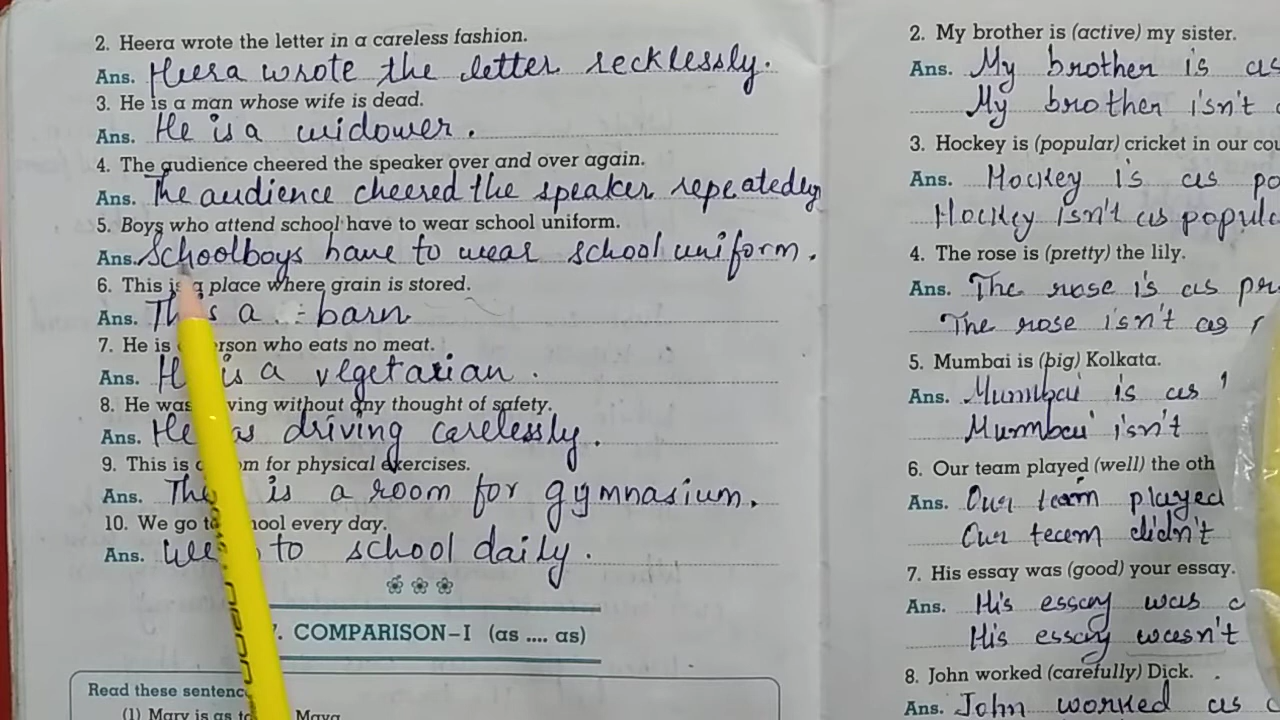 2. Heera wrote the letter in a careless fashion.
Ans. Heera wrote the letter recklessly.
3. He is a man whose wife is dead.
Ans. He is a widower.
4. The audience cheered the speaker over and over again.
Ans. The audience cheered the speaker repeatedly
5. Boys who attend school have to wear school uniform.
Ans. Schoolboys have to wear school uniform.
6. This is a place where grain is stored.
Ans. This a barn
7. He is person who eats no meat.
Ans. He is a vegetarian.
8. He was without any thought of safety.
Ans. He driving carelessly.
9. This is for physical exercises.
Ans. is a room for gymnasium.
10. We go every day.
Ans. to school daily.
COMPARISON-I (as .... as)
Read these
(1) Mary is as Maya
2. My brother is (active) my sister.
Ans. My brother is as
My brother isn't
3. Hockey is (popular) cricket in our
Ans. Hockey is as
Hockey isn't as
4. The rose is (pretty) the lily.
Ans. The rose is as
The rose isn't as
5. Mumbai is (big) Kolkata.
Ans. Mumbai is as
Mumbai isn't
6. Our team played (well) the
Ans. Our team played
Our team didn't
7. His essay was (good) your essay.
Ans. His essay was
His essay wasn't
8. John worked (carefully) Dick.
Ans. John worked as